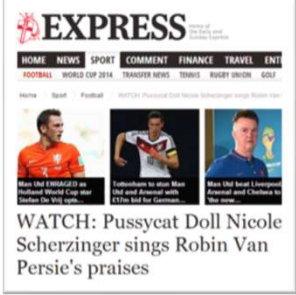 EXPRESS
Home of
the Daily and
Sunday Express
HOME NEWS SPORT COMMENT FINANCE TRAVEL ENT
FOOTBALL WORLD CUP 2014 TRANSFER NEWS TENNIS RUGBY UNION GOLF
Home Sport Football WATCH: Pussycat Doll Nicole Scherzinger sings Robin Van
Man Utd ENRAGED as
Holland World Cup star
Stefan De Vrij opts...
Tottenham to stun Man
Utd and Arsenal with
£17m bid for German...
Man Utd beat Liverpool,
Arsenal and Chelsea to
'the new...
WATCH: Pussycat Doll Nicole
Scherzinger sings Robin Van
Persie's praises